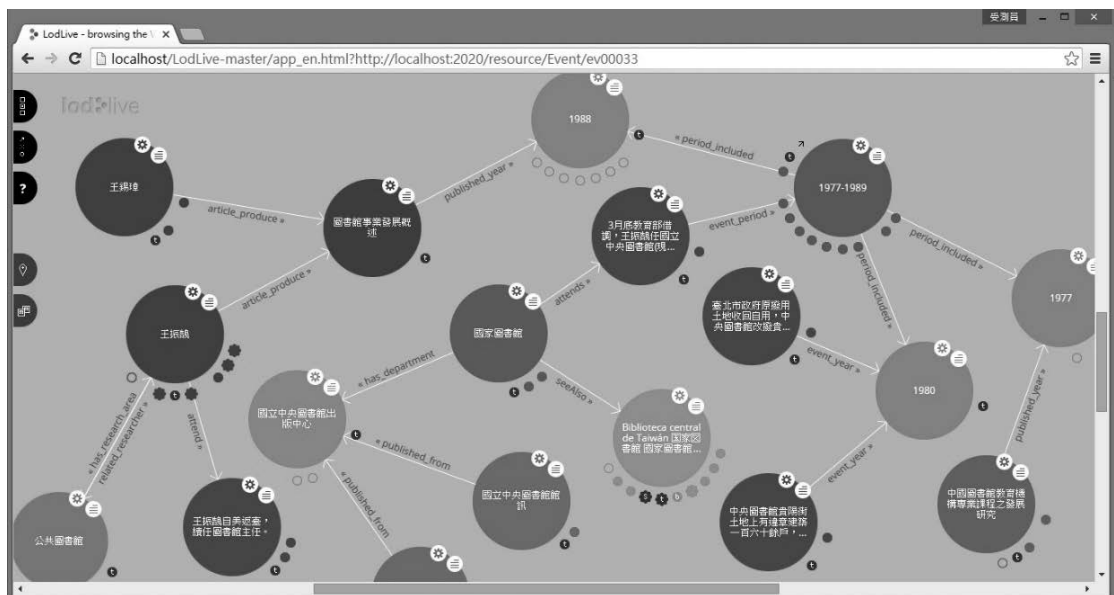 受測員
LodLive - browsing the
localhost/LodLive-master/app_en.html?http://localhost:2020/resource/Event/ev00033
lodlive
1988
« period_included
1977-1989
王錫璋
article_produce »
圖書館事業發展概
述
published_year »
3月底教育部借
調，王振鵠任國立
中央圖書館(現...
event_period »
period_included »
period_included »
1977
王振鵠
article_produce »
國家圖書館
attends »
臺北市政府原撥用
土地收回自用，中
央圖書館改撥貴...
event_year »
1980
« has_department
seeAlso »
« has_research_area
related_researcher »
attend »
國立中央圖書館出
版中心
Biblioteca central
de Taiwán 国家図
書館 國家圖書館...
published_year »
« published_from
event_year »
« published_from
公共圖書館
王振鵠自美返臺，
續任圖書館主任。
國立中央圖書館館
訊
中央圖書館貴陽街
土地上有違章建築
一百六十餘戶，...
中國圖書館教育機
構專業課程之發展
研究